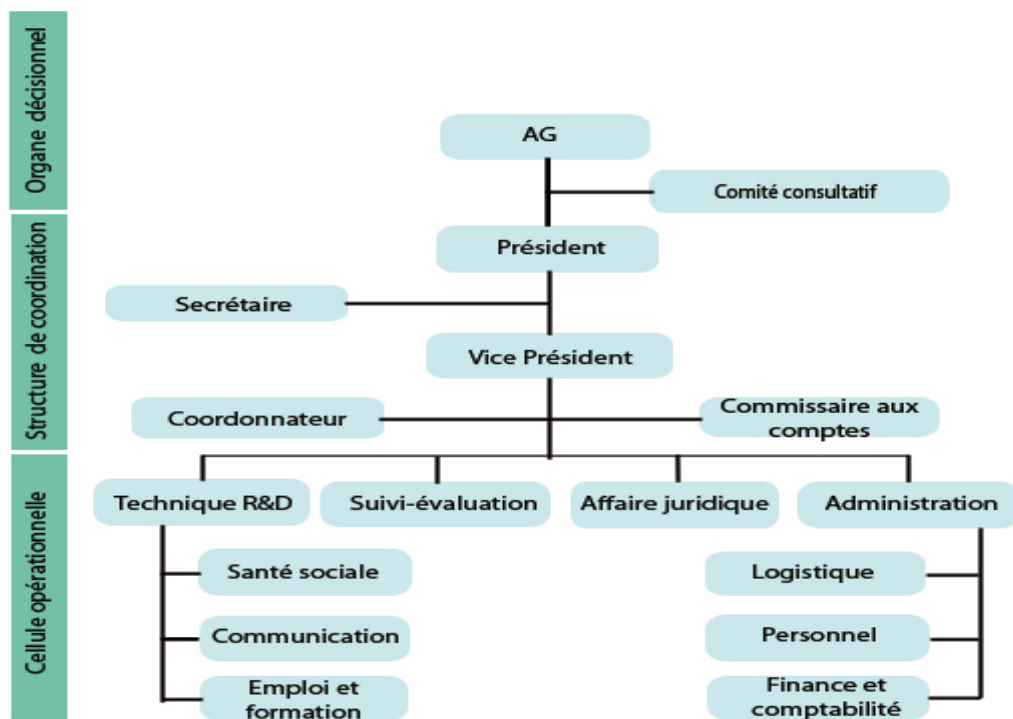 Organe décisionnel
AG
Comité consultatif
Structure de coordination
Président
Secrétaire
Vice Président
Coordonnateur
Commissaire aux
comptes
Cellule opérationnelle
Technique R&D
Suivi-évaluation
Affaire juridique
Administration
Santé sociale
Logistique
Communication
Personnel
Emploi et
formation
Finance et
comptabilité